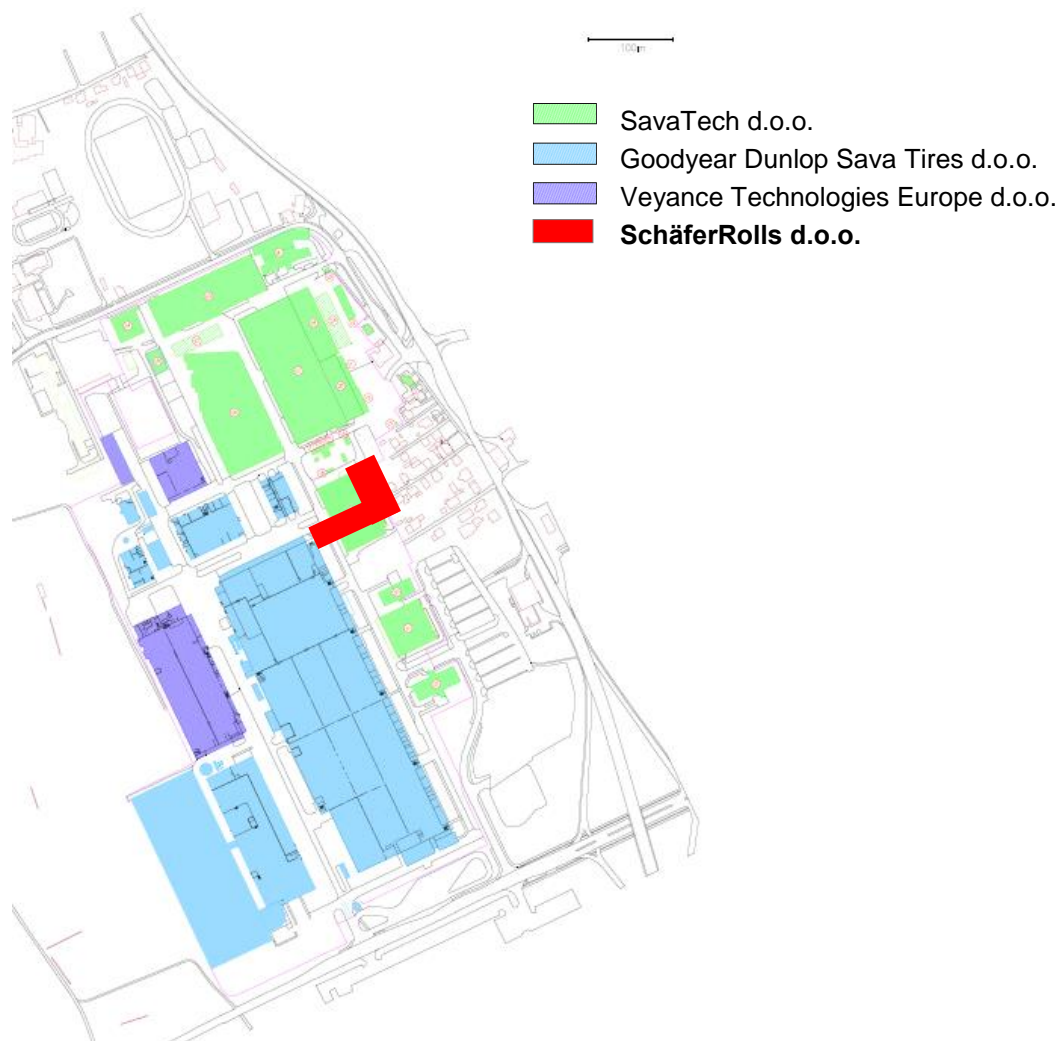 100m
SavaTech d.o.o.
Goodyear Dunlop Sava Tires d.o.o.
Veyance Technologies Europe d.o.o.
SchäferRolls d.o.o.